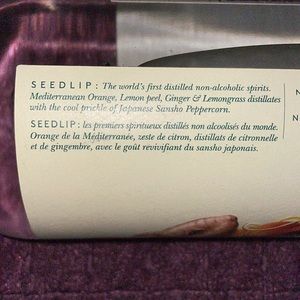 SEEDLIP: The world's first distilled non-alcoholic spirits.
Mediterranean Orange, Lemon peel, Ginger & Lemongrass distillates
with the cool prickle of Japanese Sansho Peppercorn.
SEEDLIP: les premiers spiritueux distillés non alcoolisés du monde.
Orange de la Méditerranée, zeste de citron, distillats de citronnelle
et de gingembre, avec le goût revivifiant du sansho japonais.
N
N